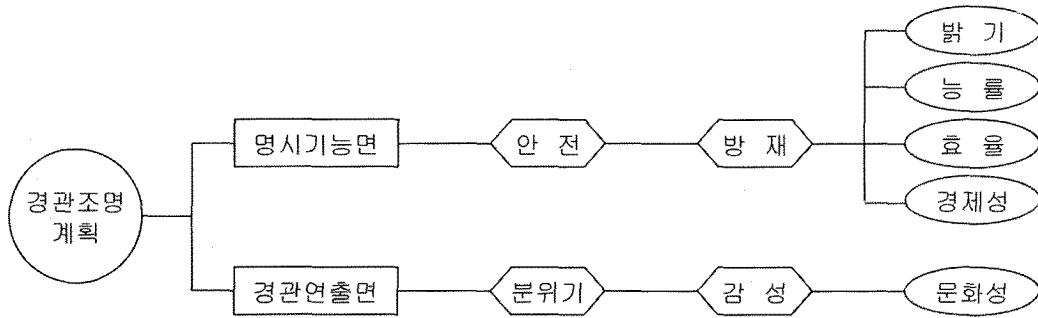 밝 기
능 률
명시기능면
안 전
방 재
효 율
경관조명
계획
경제성
경관연출면
분위기
감 성
문화성